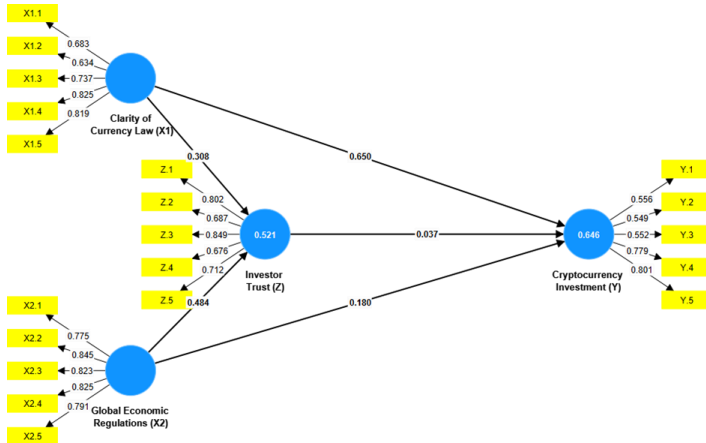 X1.1
0.683
X1.2
0.634
X1.3
0.737
X1.4
0.825
X1.5
0.819
Clarity of
Currency Law (X1)
0.308
0.650
Z.1
0.802
Z.2
0.687
Z.3
0.849
Z.4
0.676
Z.5
0.712
0.521
Investor
Trust (Z)
0.484
0.037
0.180
Y.1
0.556
Y.2
0.549
Y.3
0.552
Y.4
0.779
Y.5
0.801
0.646
Cryptocurrency
Investment (Y)
X2.1
0.775
X2.2
0.845
X2.3
0.823
X2.4
0.825
X2.5
0.791
Global Economic
Regulations (X2)